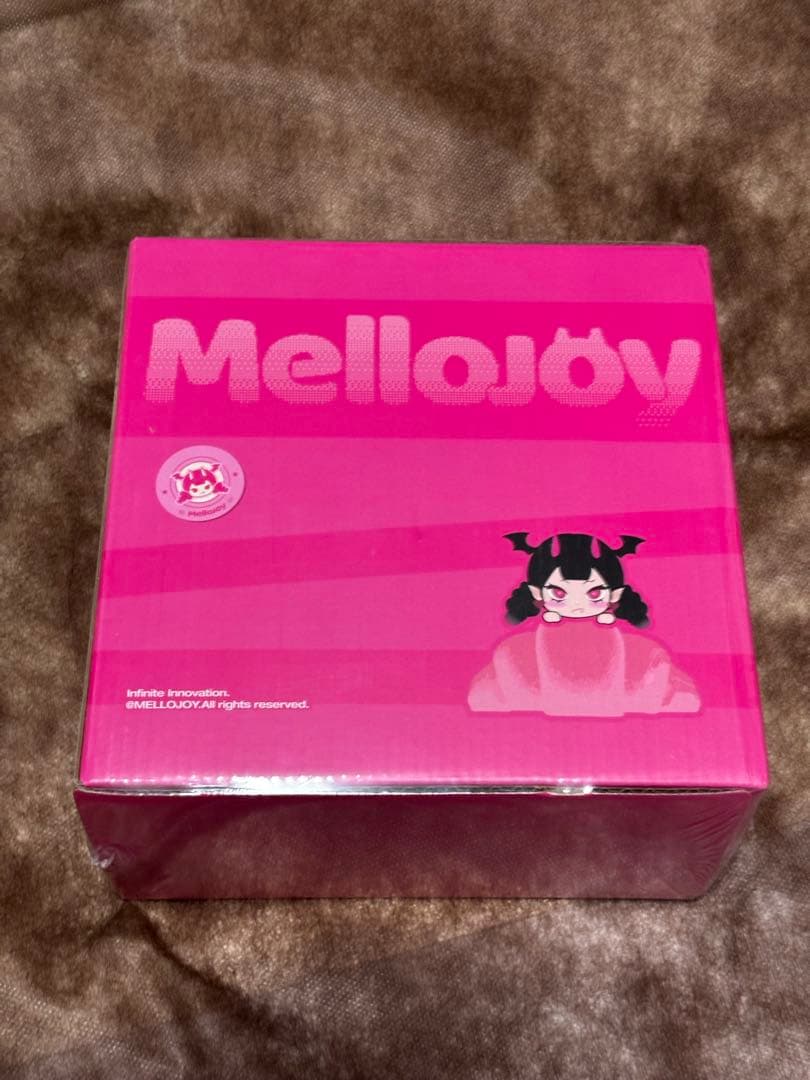 Mellojoy
Mellojoy
Infinite Innovation.
@MELLOJOY.All rights reserved.